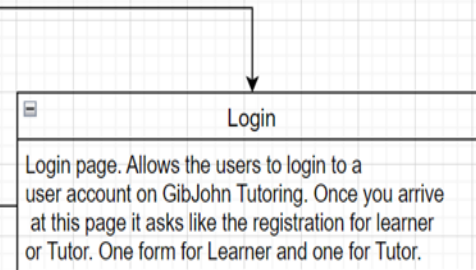 Login
Login page. Allows the users to login to a
user account on GibJohn Tutoring. Once you arrive
at this page it asks like the registration for learner
or Tutor. One form for Learner and one for Tutor.